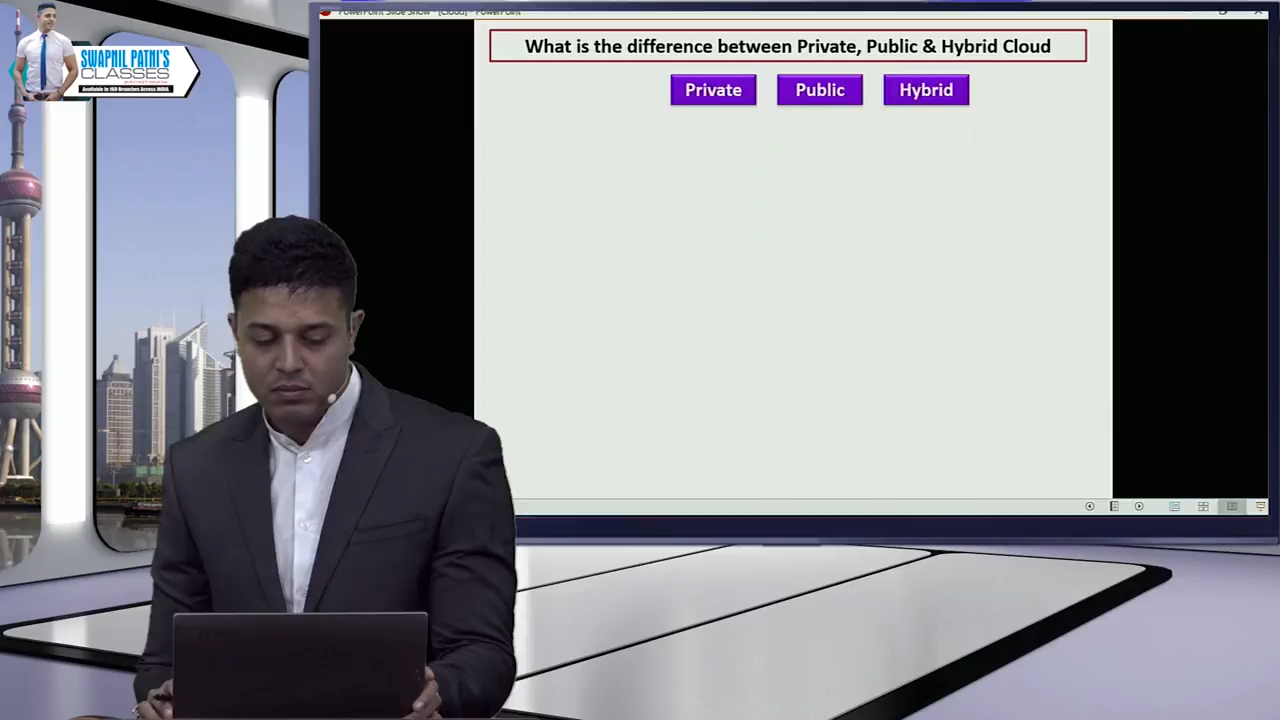 PowerPoint Slide Show - [Cloud] - PowerPoint
SWAPNIL PATNI'S
CLASSES
Available In 160 Branches Across INDIA
What is the difference between Private, Public & Hybrid Cloud
Private
Public
Hybrid